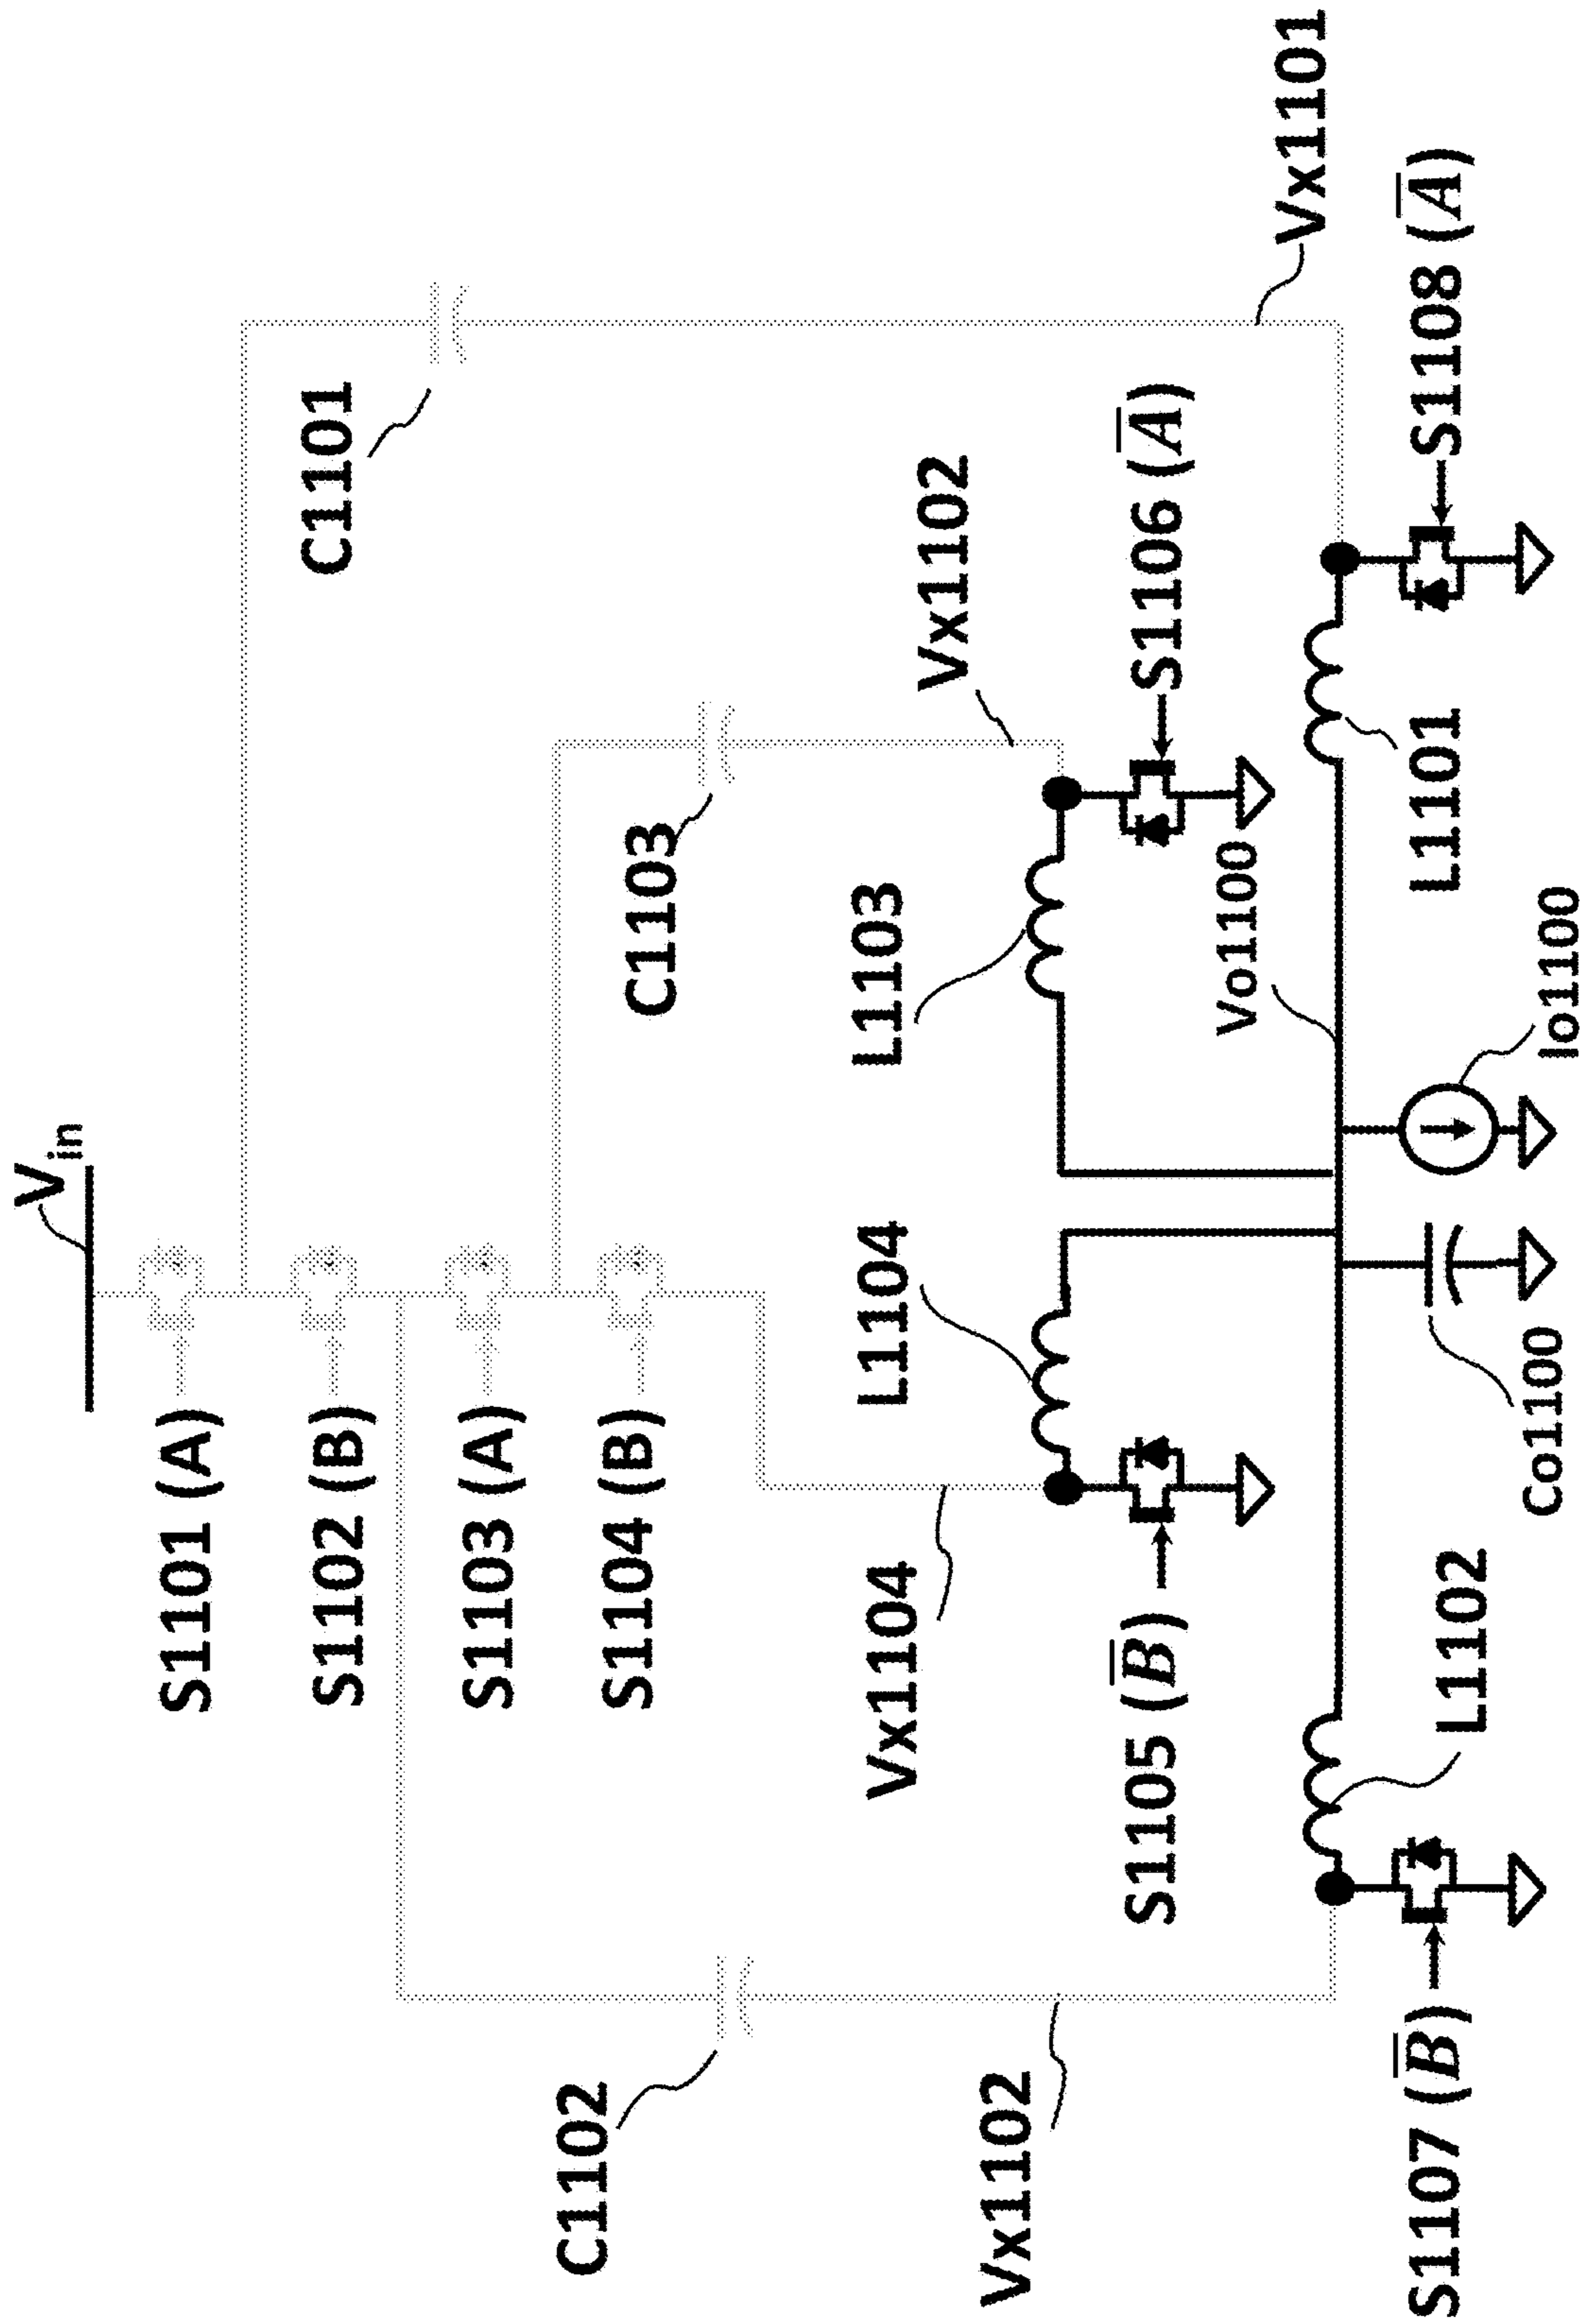 Vin
S1101 (A)
S1102 (B)
S1103 (A)
S1104 (B)
C1101
C1102
C1103
Vx1101
Vx1102
Vx1102
Vx1104
L1103
L1104
S1106 (A̅)
S1105 (B̅)
Vo1100
L1101
L1102
S1108 (A̅)
S1107 (B̅)
Co1100
Io1100